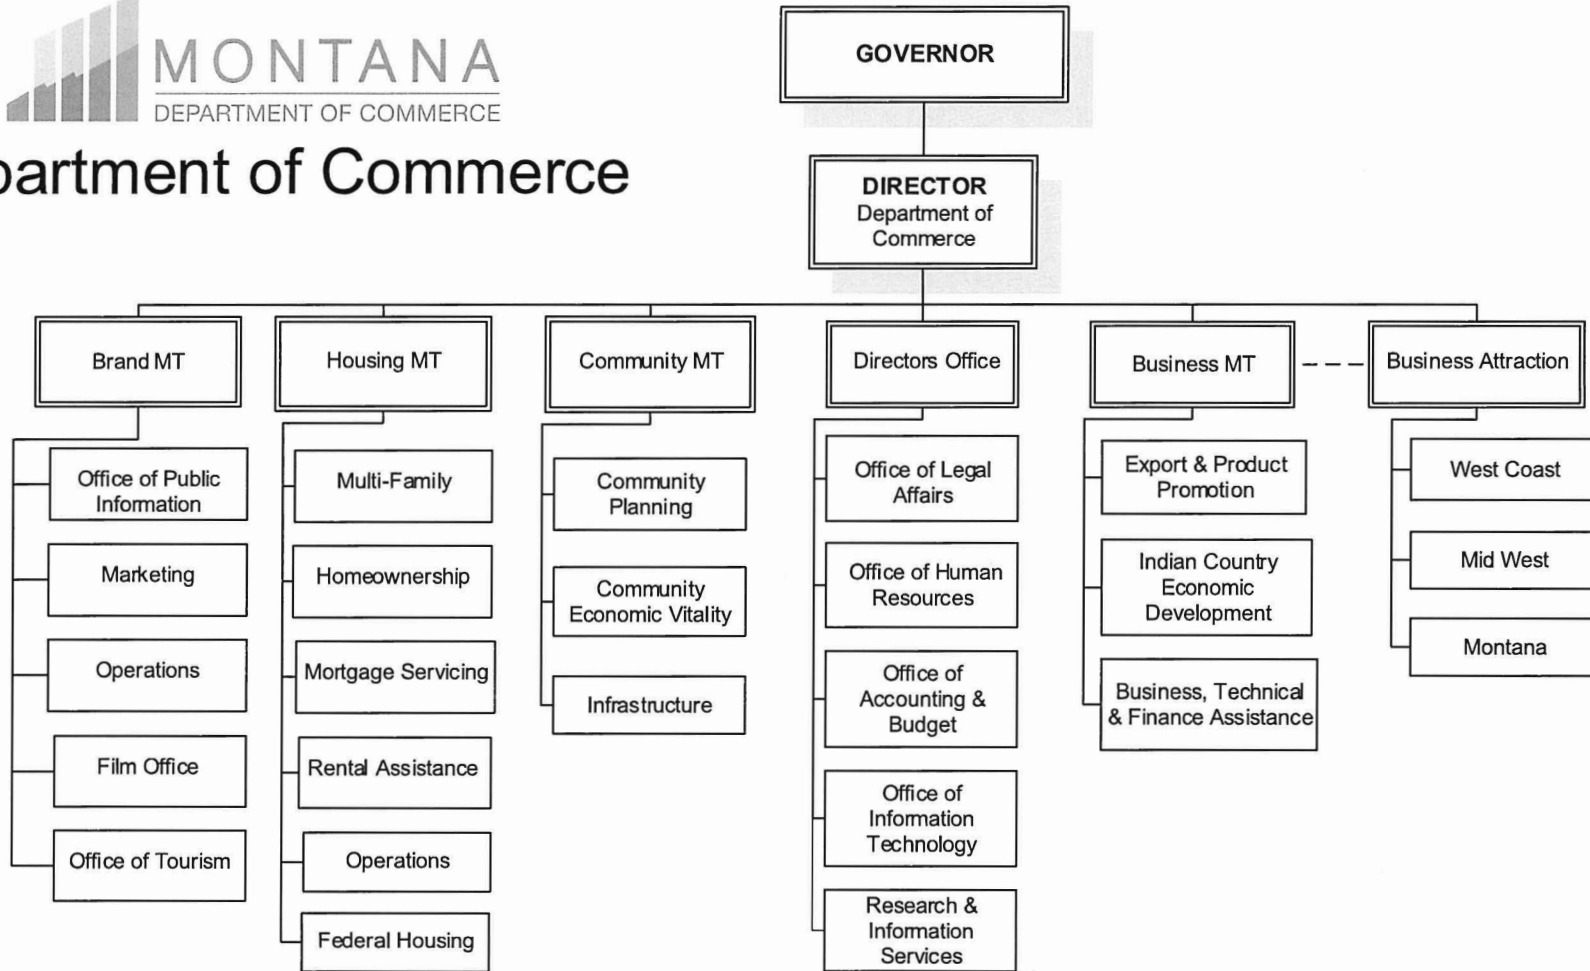 MONTANA
DEPARTMENT OF COMMERCE
partment of Commerce
GOVERNOR
DIRECTOR
Department of
Commerce
Brand MT
Housing MT
Community MT
Directors Office
Business MT
Business Attraction
Office of Public
Information
Marketing
Operations
Film Office
Office of Tourism
Multi-Family
Homeownership
Mortgage Servicing
Rental Assistance
Operations
Federal Housing
Community
Planning
Community
Economic Vitality
Infrastructure
Office of Legal
Affairs
Office of Human
Resources
Office of
Accounting &
Budget
Office of
Information
Technology
Research &
Information
Services
Export & Product
Promotion
Indian Country
Economic
Development
Business, Technical
& Finance Assistance
West Coast
Mid West
Montana